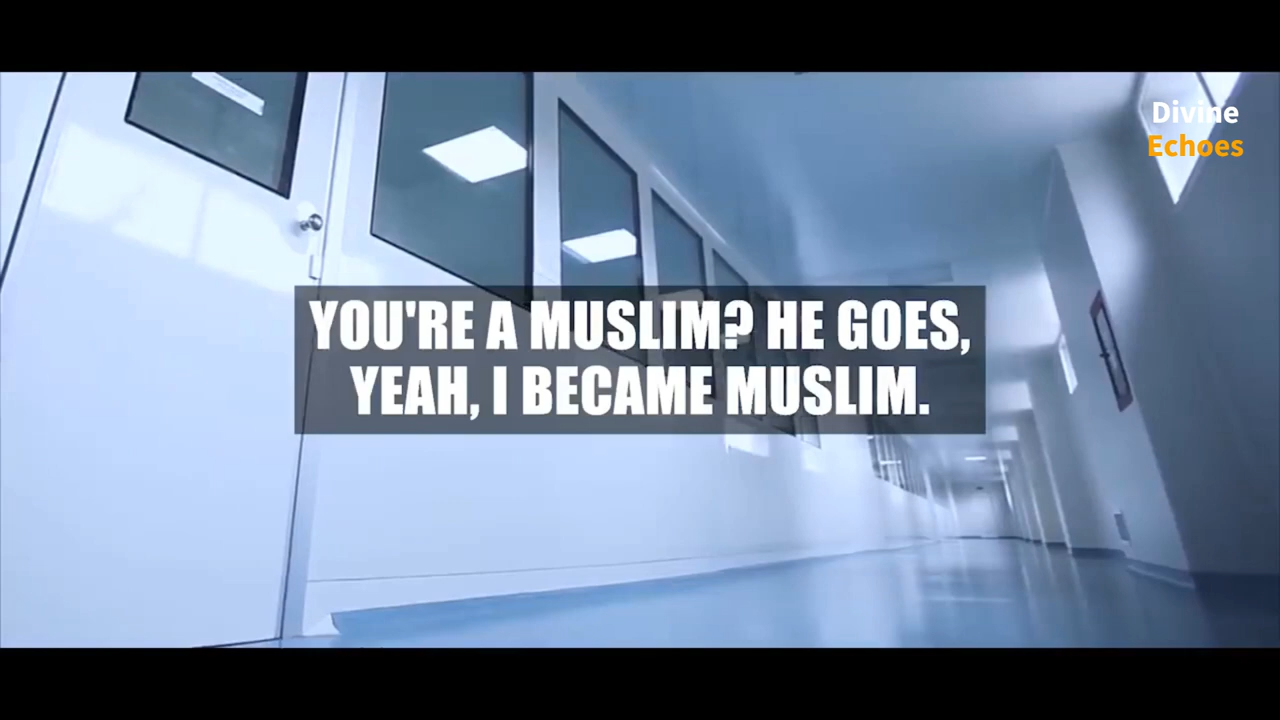 Divine
Echoes
YOU'RE A MUSLIM? HE GOES,
YEAH, I BECAME MUSLIM.